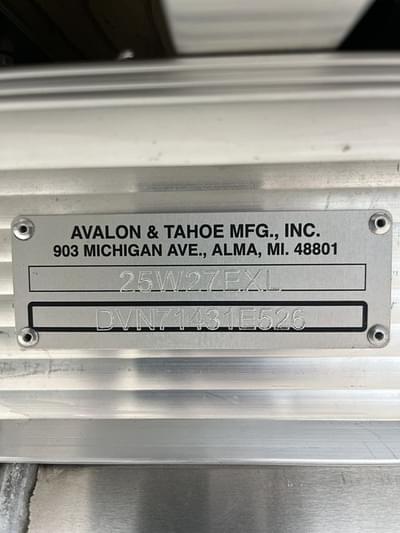 AVALON & TAHOE MFG., INC.
903 MICHIGAN AVE., ALMA, MI. 48801
25W27EXL
DVN71431E526